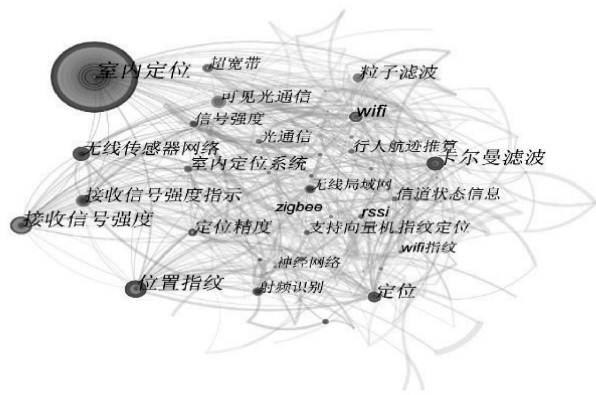 室内定位
超宽带
粒子滤波
可见光通信
wifi
信号强度
光通信
行人航迹推算
无线传感器网络
室内定位系统
卡尔曼滤波
无线局域网
接收信号强度指示
信道状态信息
zigbee
rssi
接收信号强度
定位精度
支持向量机
指纹定位
wifi指纹
神经网络
位置指纹
射频识别
定位